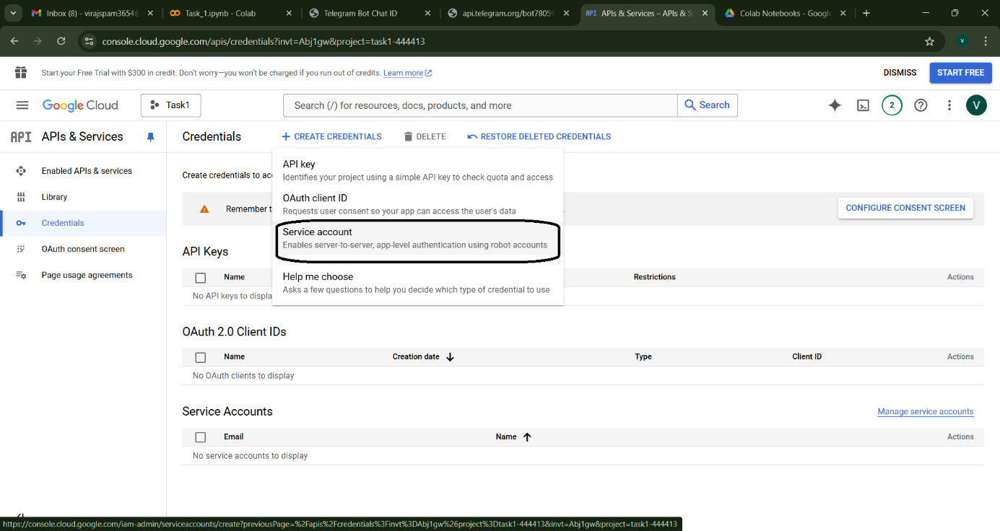 Inbox (8) - virajspam3654@
Task_1.ipynb - Colab
Telegram Bot Chat ID
api.telegram.org/bot78059
API APIs & Services – APIs & Se
Colab Notebooks - Google
console.cloud.google.com/apis/credentials?invt=Abj1gw&project=task1-444413
V
Start your Free Trial with $300 in credit. Don't worry—you won't be charged if you run out of credits. Learn more
DISMISS
START FREE
Google Cloud
Task1
Search (/) for resources, docs, products, and more
Search
2
V
API APIs & Services
Credentials
CREATE CREDENTIALS
DELETE
RESTORE DELETED CREDENTIALS
Enabled APIs & services
Library
Credentials
OAuth consent screen
Page usage agreements
Create credentials to acc
API key
Identifies your project using a simple API key to check quota and access
OAuth client ID
Requests user consent so your app can access the user's data
Service account
Enables server-to-server, app-level authentication using robot accounts
Help me choose
Asks a few questions to help you decide which type of credential to use
Remember t
CONFIGURE CONSENT SCREEN
API Keys
Name
Restrictions
Actions
No API keys to displa
OAuth 2.0 Client IDs
Name
Creation date
Type
Client ID
Actions
No OAuth clients to display
Service Accounts
Manage service accounts
Email
Name
Actions
No service accounts to display
https://console.cloud.google.com/iam-admin/serviceaccounts/create?previousPage=%2Fapis%2Fcredentials%3Finvt%3DAbj1gw%26project%3Dtask1-444413&invt=Abj1gw&project=task1-444413